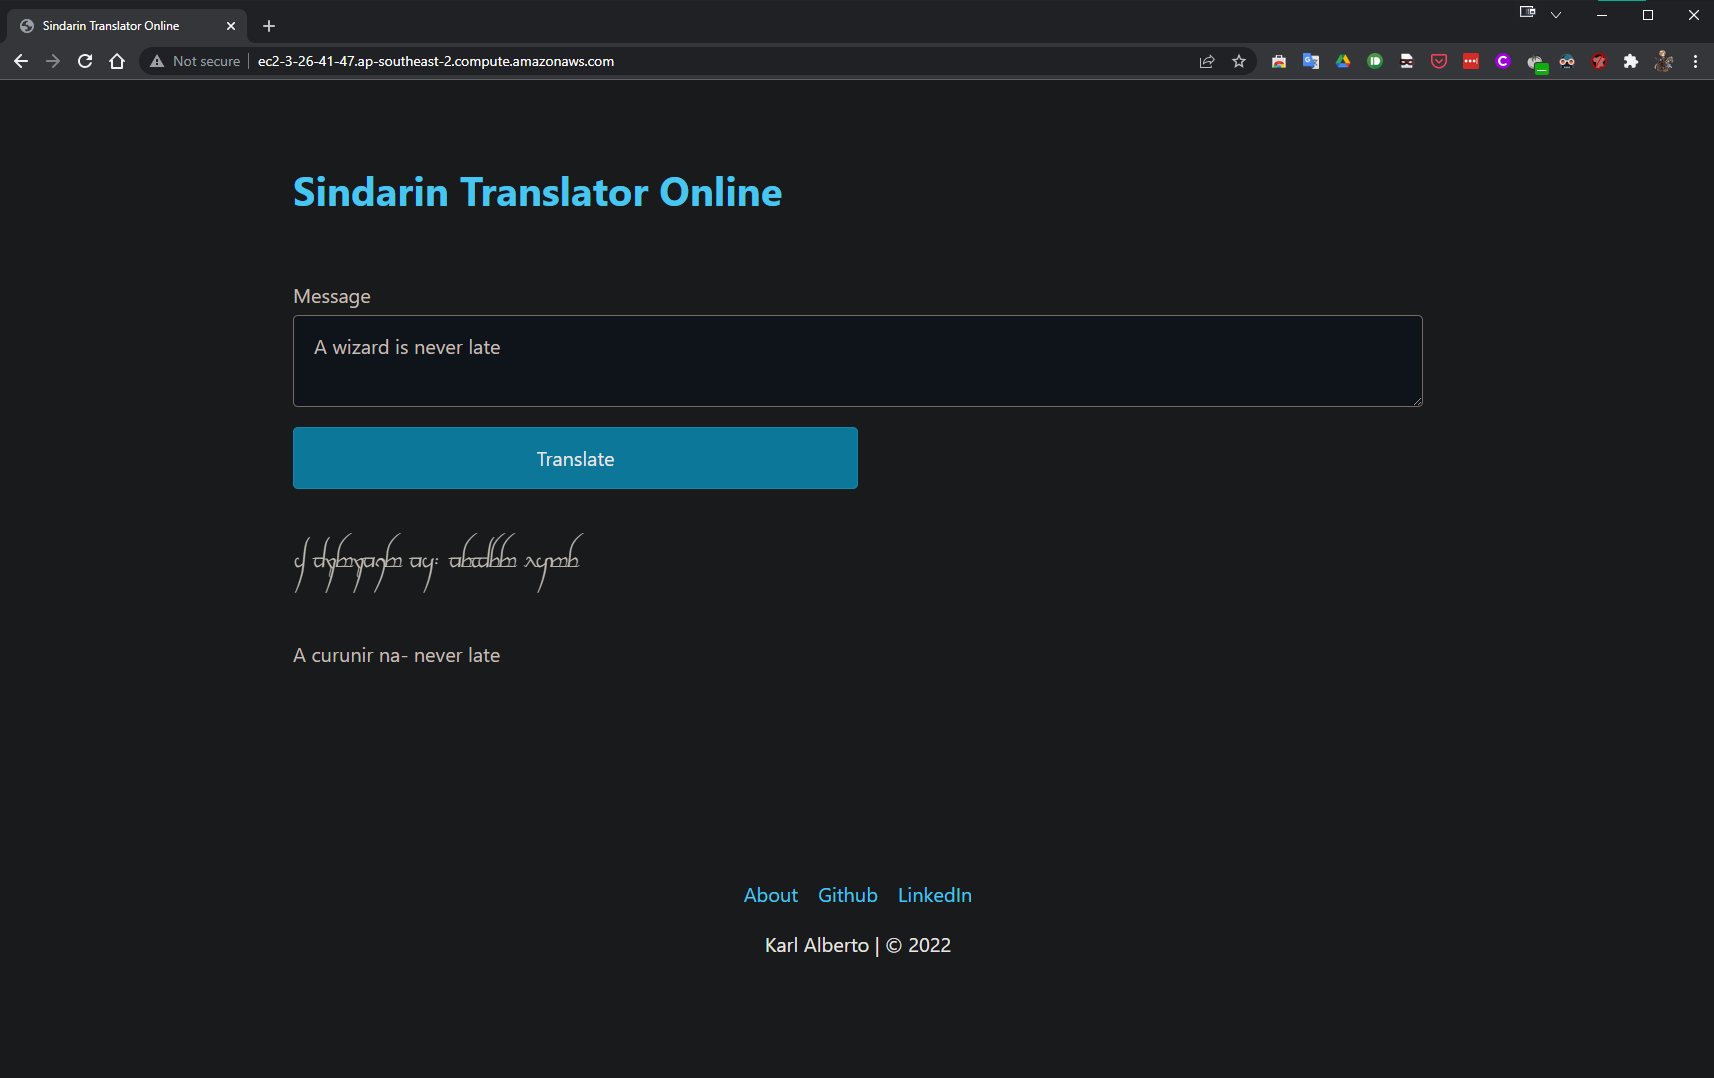 Sindarin Translator Online
Not secure
ec2-3-26-41-47.ap-southeast-2.compute.amazonaws.com
Sindarin Translator Online
Message
A wizard is never late
Translate
A curunir na- never late
About Github LinkedIn
Karl Alberto | © 2022